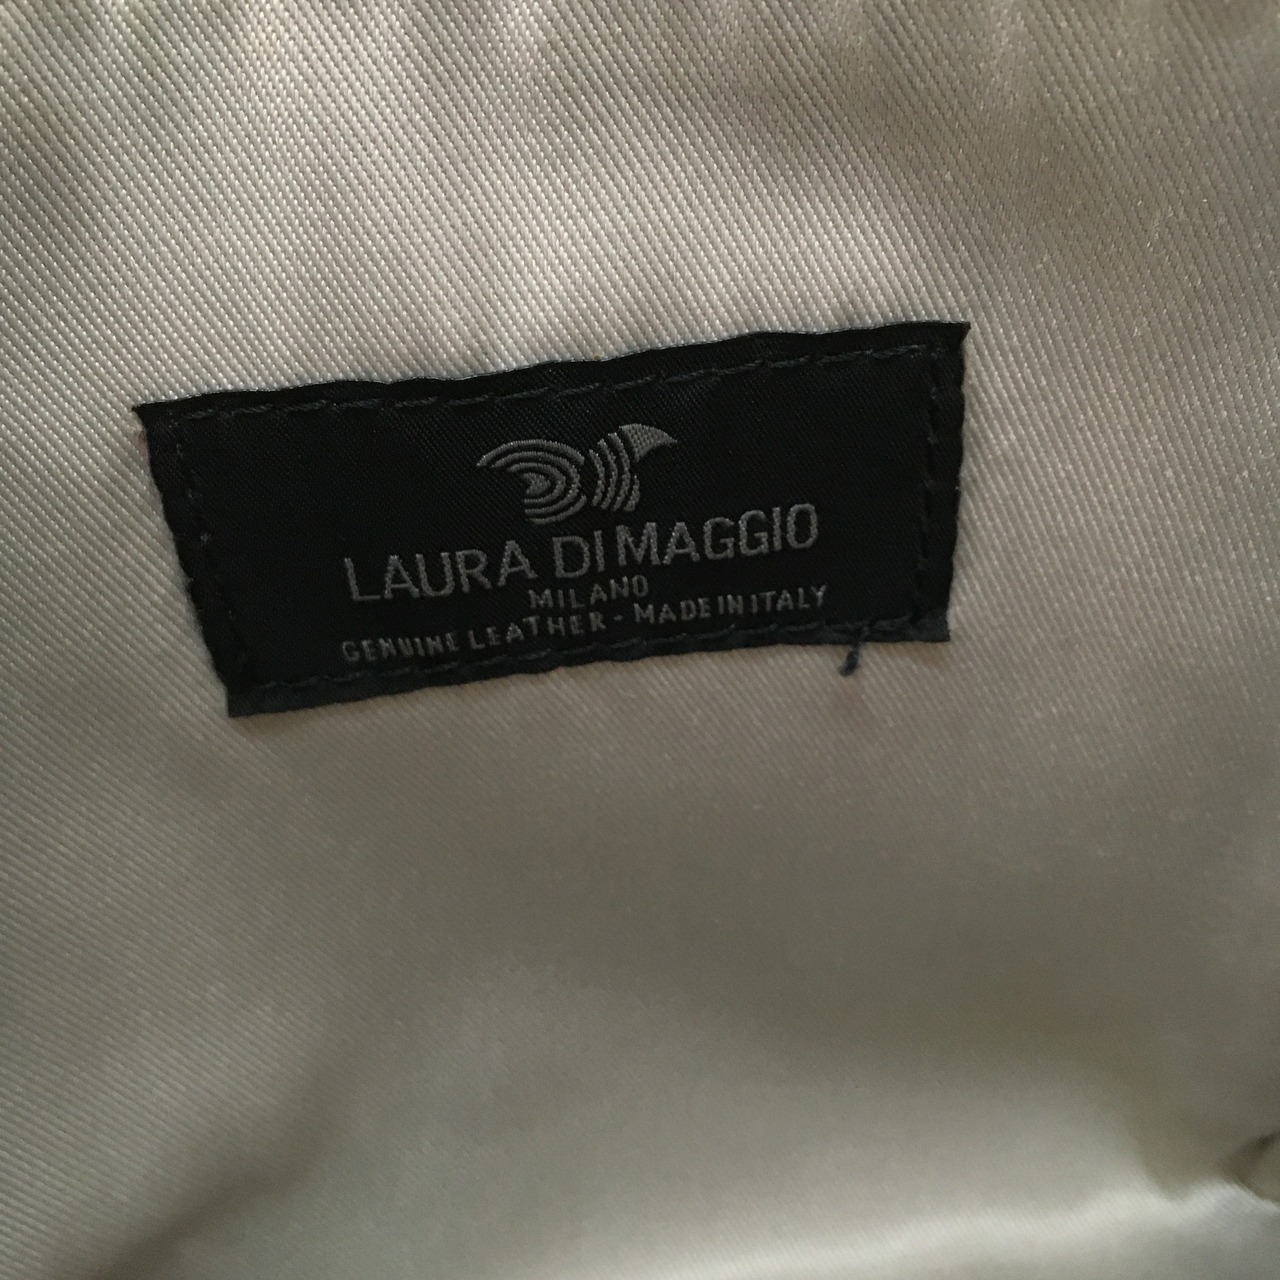 LAURA DI MAGGIO
MILANO
GENUINE LEATHER - MADE IN ITALY